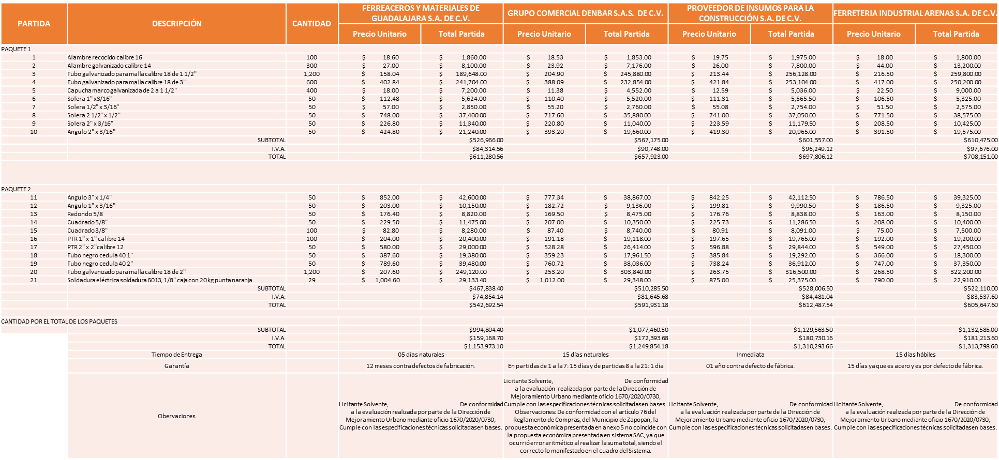 PARTIDA DESCRIPCIÓN CANTIDAD FERREACEROS Y MATERIALES DE GUADALAJARA S.A. DE C.V. GRUPO COMERCIAL DENBAR S.A.S. DE C.V. PROVEEDOR DE INSUMOS PARA LA CONSTRUCCIÓN S.A. DE C.V. FERRETERIA INDUSTRIAL ARENAS S.A. DE C.V.
Precio Unitario Total Partida Precio Unitario Total Partida Precio Unitario Total Partida Precio Unitario Total Partida
PAQUETE 1
1 Alambre recocido calibre 16 100 $ 18.60 $ 1,860.00 $ 18.53 $ 1,853.00 $ 19.75 $ 1,975.00 $ 18.00 $ 1,800.00
2 Alambre galvanizado calibre 14 300 $ 27.00 $ 8,100.00 $ 23.92 $ 7,176.00 $ 26.00 $ 7,800.00 $ 44.00 $ 13,200.00
3 Tubo galvanizado para malla calibre 18 de 1 1/2" 1,200 $ 158.04 $ 189,648.00 $ 204.90 $ 245,880.00 $ 213.44 $ 256,128.00 $ 216.50 $ 259,800.00
4 Tubo galvanizado para malla calibre 18 de 3" 600 $ 402.84 $ 241,704.00 $ 388.09 $ 232,854.00 $ 421.84 $ 253,104.00 $ 417.00 $ 250,200.00
5 Capucha marco galvanizada de 2 a 1 1/2" 400 $ 18.00 $ 7,200.00 $ 11.38 $ 4,552.00 $ 12.59 $ 5,036.00 $ 22.50 $ 9,000.00
6 Solera 1" x3/16" 50 $ 112.48 $ 5,624.00 $ 110.40 $ 5,520.00 $ 111.31 $ 5,565.50 $ 106.50 $ 5,325.00
7 Solera 1/2" x 3/16" 50 $ 57.00 $ 2,850.00 $ 55.20 $ 2,760.00 $ 55.08 $ 2,754.00 $ 51.50 $ 2,575.00
8 Solera 2 1/2" x 1/2" 50 $ 748.00 $ 37,400.00 $ 717.60 $ 35,880.00 $ 741.00 $ 37,050.00 $ 771.50 $ 38,575.00
9 Solera 2" x 3/16" 50 $ 226.80 $ 11,340.00 $ 220.80 $ 11,040.00 $ 223.59 $ 11,179.50 $ 208.50 $ 10,425.00
10 Angulo 2" x 3/16" 50 $ 424.80 $ 21,240.00 $ 393.20 $ 19,660.00 $ 419.30 $ 20,965.00 $ 391.50 $ 19,575.00
SUBTOTAL $526,966.00 $567,175.00 $601,557.00 $610,475.00
I.V.A. $84,314.56 $90,748.00 $96,249.12 $97,676.00
TOTAL $611,280.56 $657,923.00 $697,806.12 $708,151.00
PAQUETE 2
11 Angulo 3" x 1/4" 50 $ 852.00 $ 42,600.00 $ 777.34 $ 38,867.00 $ 842.25 $ 42,112.50 $ 786.50 $ 39,325.00
12 Angulo 1" x 3/16" 50 $ 203.00 $ 10,150.00 $ 182.72 $ 9,136.00 $ 199.81 $ 9,990.50 $ 186.50 $ 9,325.00
13 Redondo 5/8 50 $ 176.40 $ 8,820.00 $ 169.50 $ 8,475.00 $ 176.76 $ 8,838.00 $ 163.00 $ 8,150.00
14 Cuadrado 5/8" 50 $ 229.50 $ 11,475.00 $ 207.00 $ 10,350.00 $ 225.73 $ 11,286.50 $ 208.00 $ 10,400.00
15 Cuadrado 3/8" 100 $ 82.80 $ 8,280.00 $ 87.40 $ 8,740.00 $ 80.91 $ 8,091.00 $ 75.00 $ 7,500.00
16 PTR 1" x 1" calibre 14 100 $ 204.00 $ 20,400.00 $ 191.18 $ 19,118.00 $ 197.65 $ 19,765.00 $ 192.00 $ 19,200.00
17 PTR 2" x 2"calibre 12 50 $ 580.00 $ 29,000.00 $ 528.28 $ 26,414.00 $ 596.88 $ 29,844.00 $ 549.00 $ 27,450.00
18 Tubo negro cedula 40 1" 50 $ 387.60 $ 19,380.00 $ 359.23 $ 17,961.50 $ 385.84 $ 19,292.00 $ 366.00 $ 18,300.00
19 Tubo negro cedula 40 2" 50 $ 789.60 $ 39,480.00 $ 760.72 $ 38,036.00 $ 738.24 $ 36,912.00 $ 747.00 $ 37,350.00
20 Tubo galvanizado para malla calibre 18 de 2" 1,200 $ 207.60 $ 249,120.00 $ 253.20 $ 303,840.00 $ 263.75 $ 316,500.00 $ 268.50 $ 322,200.00
21 Soldadura eléctrica soldadura 6013, 1/8" caja con 20 kg punta naranja 29 $ 1,004.60 $ 29,133.40 $ 1,012.00 $ 29,348.00 $ 875.00 $ 25,375.00 $ 790.00 $ 22,910.00
SUBTOTAL $467,838.40 $510,285.50 $528,006.50 $522,110.00
I.V.A. $74,854.14 $81,645.68 $84,481.04 $83,537.60
TOTAL $542,692.54 $591,931.18 $612,487.54 $605,647.60
CANTIDAD POR EL TOTAL DE LOS PAQUETES
SUBTOTAL $994,804.40 $1,077,460.50 $1,129,563.50 $1,132,585.00
I.V.A. $159,168.70 $172,393.68 $180,730.16 $181,213.60
TOTAL $1,153,973.10 $1,249,854.18 $1,310,293.66 $1,313,798.60
Tiempo de Entrega 05 días naturales 15 días naturales Inmediata 15 días hábiles
Garantía 12 meses contra defectos de fabricación. En partidas de 1 a la 7: 15 días y de partidas 8 a la 21: 1 día 01 año contra defecto de fábrica. 15 días ya que es acero y es por defecto de fábrica.
Obervaciones
Licitante Solvente, De conformidad
a la evaluación realizada por parte de la Dirección de
Mejoramiento Urbano mediante oficio 1670/2020/0730,
Cumple con las especificaciones técnicas solicitadas en bases.
Licitante Solvente, De conformidad
a la evaluación realizada por parte de la Dirección de
Mejoramiento Urbano mediante oficio 1670/2020/0730,
Cumple con las especificaciones técnicas solicitadas en bases.
Observaciones: De conformidad con el artículo 76 del
Reglamento de Compras, del Municipio de Zapopan, la
propuesta económica presentada en anexo 5 no coincide con
la propuesta económica presentada en sistema SAC, ya que
ocurrió error aritmético al realizar la suma total, siendo el
correcto lo manifestado en el cuadro del Sistema.
Licitante Solvente, De conformidad
a la evaluación realizada por parte de la Dirección de
Mejoramiento Urbano mediante oficio 1670/2020/0730,
Cumple con las especificaciones técnicas solicitadas en bases.
Licitante Solvente, De conformidad
a la evaluación realizada por parte de la Dirección de
Mejoramiento Urbano mediante oficio 1670/2020/0730,
Cumple con las especificaciones técnicas solicitadas en bases.